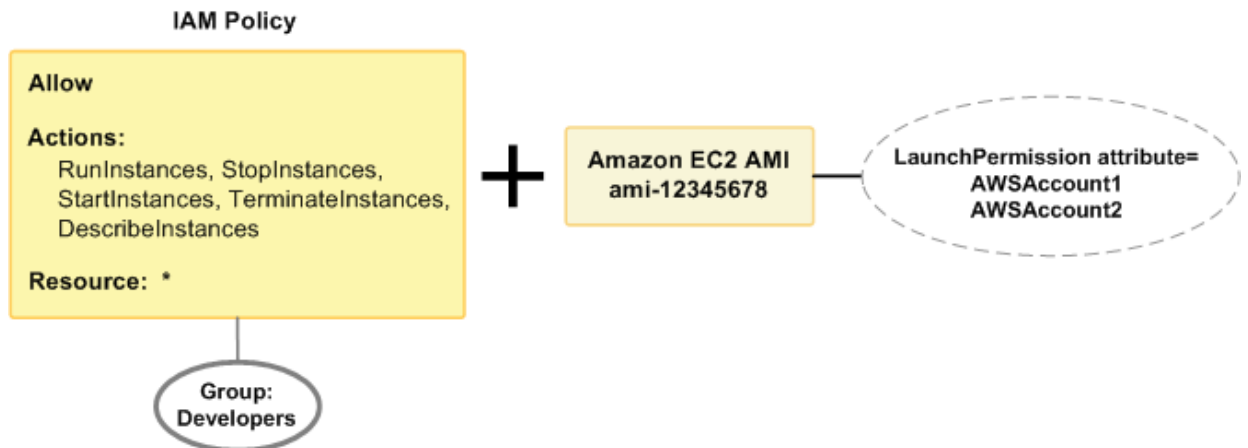 IAM Policy
Allow
Actions:
RunInstances, StopInstances,
StartInstances, TerminateInstances,
DescribeInstances
Resource: *
Group:
Developers
Amazon EC2 AMI
ami-12345678
LaunchPermission attribute=
AWSAccount1
AWSAccount2